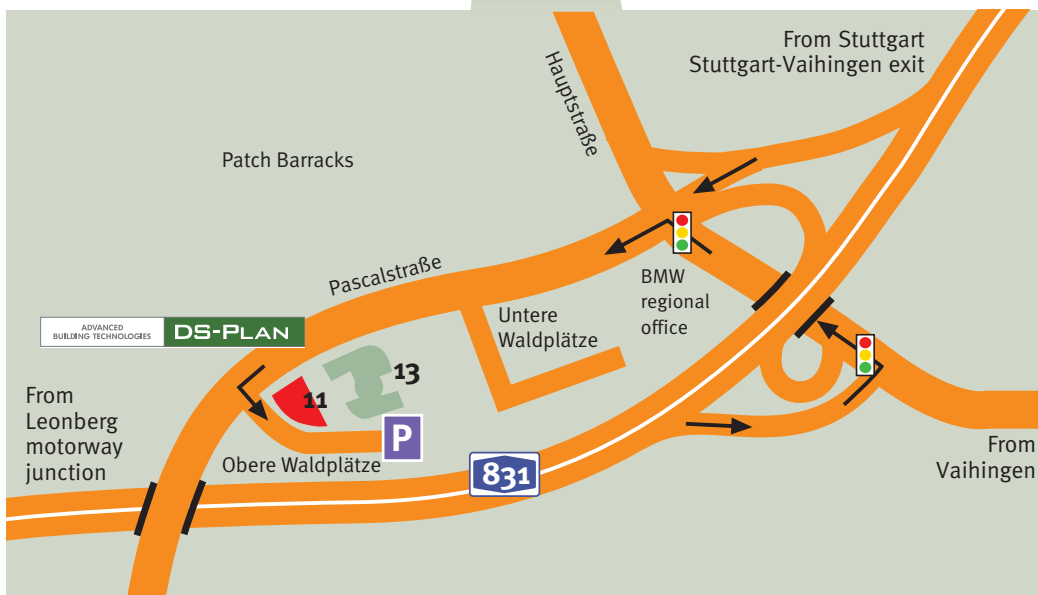 From Stuttgart
Stuttgart-Vaihingen exit
Hauptstraße
Patch Barracks
Pascalstraße
BMW
regional
office
Untere
Waldplätze
ADVANCED
BUILDING TECHNOLOGIES
DS-PLAN
13
11
From
Leonberg
motorway
junction
P
Obere Waldplätze
831
From
Vaihingen